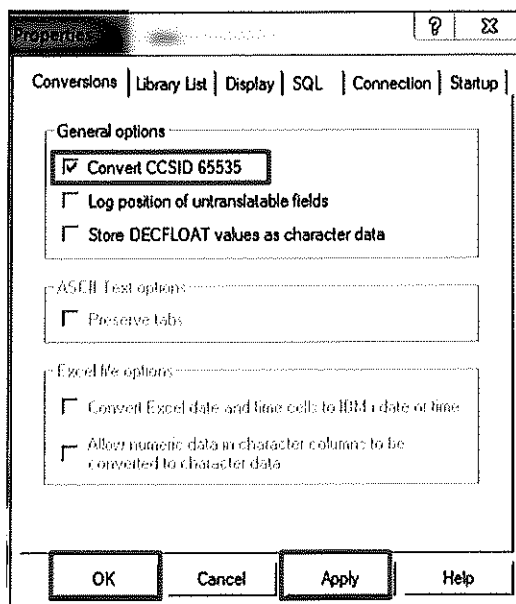 Properties
Conversions Library List Display SQL Connection Startup
General options
Convert CCSID 65535
Log position of untranslatable fields
Store DECFLOAT values as character data
ASCII Text options
Preserve tabs
Excel file options
Convert Excel date and time cells to IBM i date or time
Allow numeric data in character columns to be
converted to character data
OK Cancel Apply Help